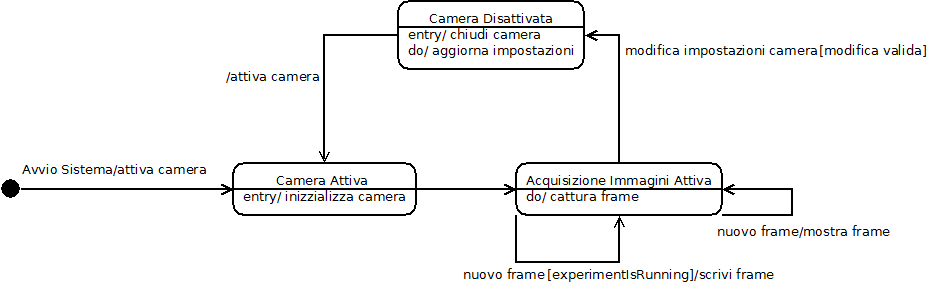 Camera Disattivata
entry/ chiudi camera
do/ aggiorna impostazioni
modifica impostazioni camera[modifica valida]
/attiva camera
Avvio Sistema/attiva camera
Camera Attiva
entry/ inizzializza camera
Acquisizione Immagini Attiva
do/ cattura frame
nuovo frame/mostra frame
nuovo frame[experimentIsRunning]/scrivi frame